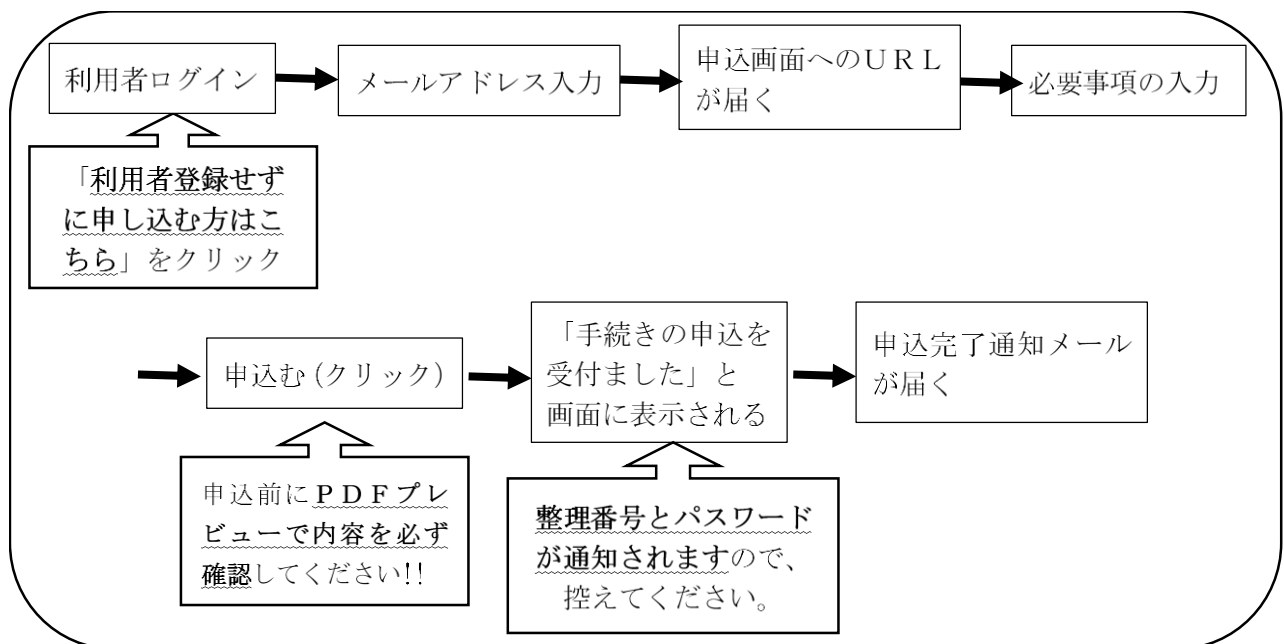 利用者ログイン
メールアドレス入力
申込画面へのＵＲＬ
が届く
必要事項の入力
「利用者登録せず
に申し込む方はこ
ちら」をクリック
申込む(クリック)
「手続きの申込を
受付ました」と
画面に表示される
申込完了通知メール
が届く
申込前にＰＤＦプレ
ビューで内容を必ず
確認してください!!
整理番号とパスワード
が通知されますので、
控えてください。